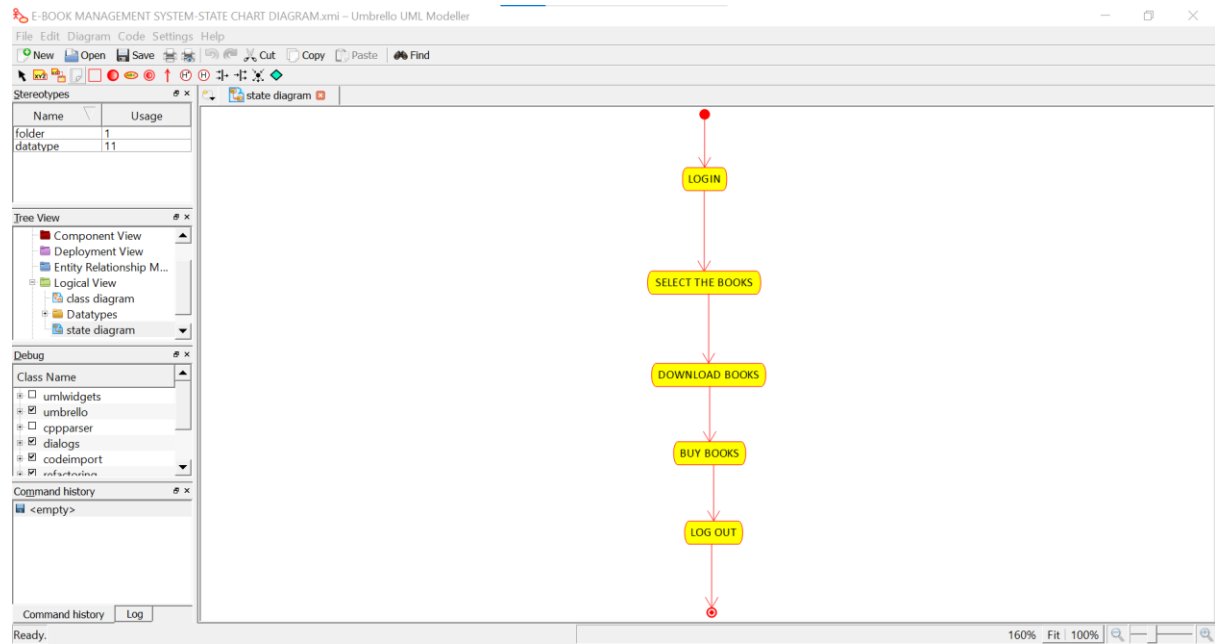 E-BOOK MANAGEMENT SYSTEM-STATE CHART DIAGRAM.xmi – Umbrello UML Modeller
File Edit Diagram Code Settings Help
New Open Save Cut Copy Paste Find
Stereotypes
state diagram
Name Usage
folder 1
datatype 11
Tree View
Component View
Deployment View
Entity Relationship M...
Logical View
class diagram
Datatypes
state diagram
Debug
Class Name
umlwidgets
umbrello
cppparser
dialogs
codeimport
refactoring
Command history
<empty>
Command history Log
LOGIN
SELECT THE BOOKS
DOWNLOAD BOOKS
BUY BOOKS
LOG OUT
Ready.
160% Fit 100%